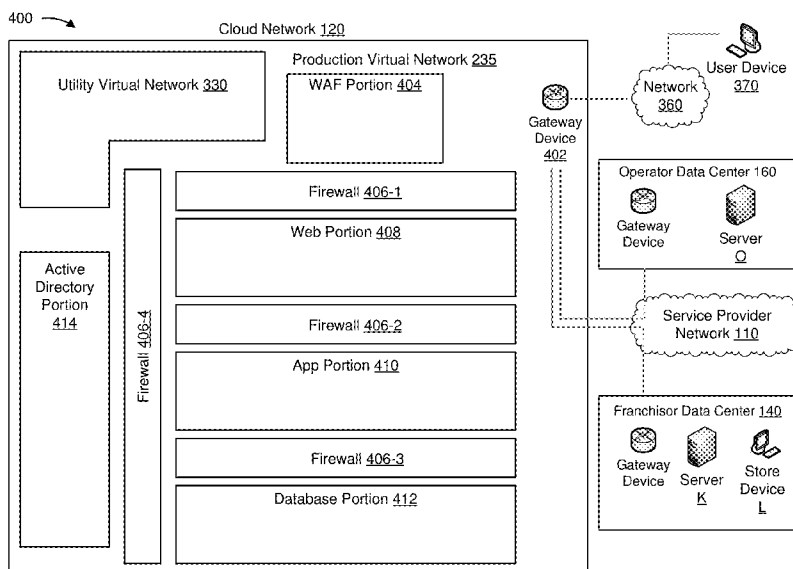 400
Cloud Network 120
Utility Virtual Network 330
Production Virtual Network 235
WAF Portion 404
Gateway
Device
402
Network
360
User Device
370
Firewall 406-1
Web Portion 408
Firewall 406-2
App Portion 410
Firewall 406-3
Database Portion 412
Firewall 406-4
Active
Directory
Portion
414
Operator Data Center 160
Gateway
Device
Server
O
Service Provider
Network 110
Franchisor Data Center 140
Gateway
Device
Server
K
Store
Device
L